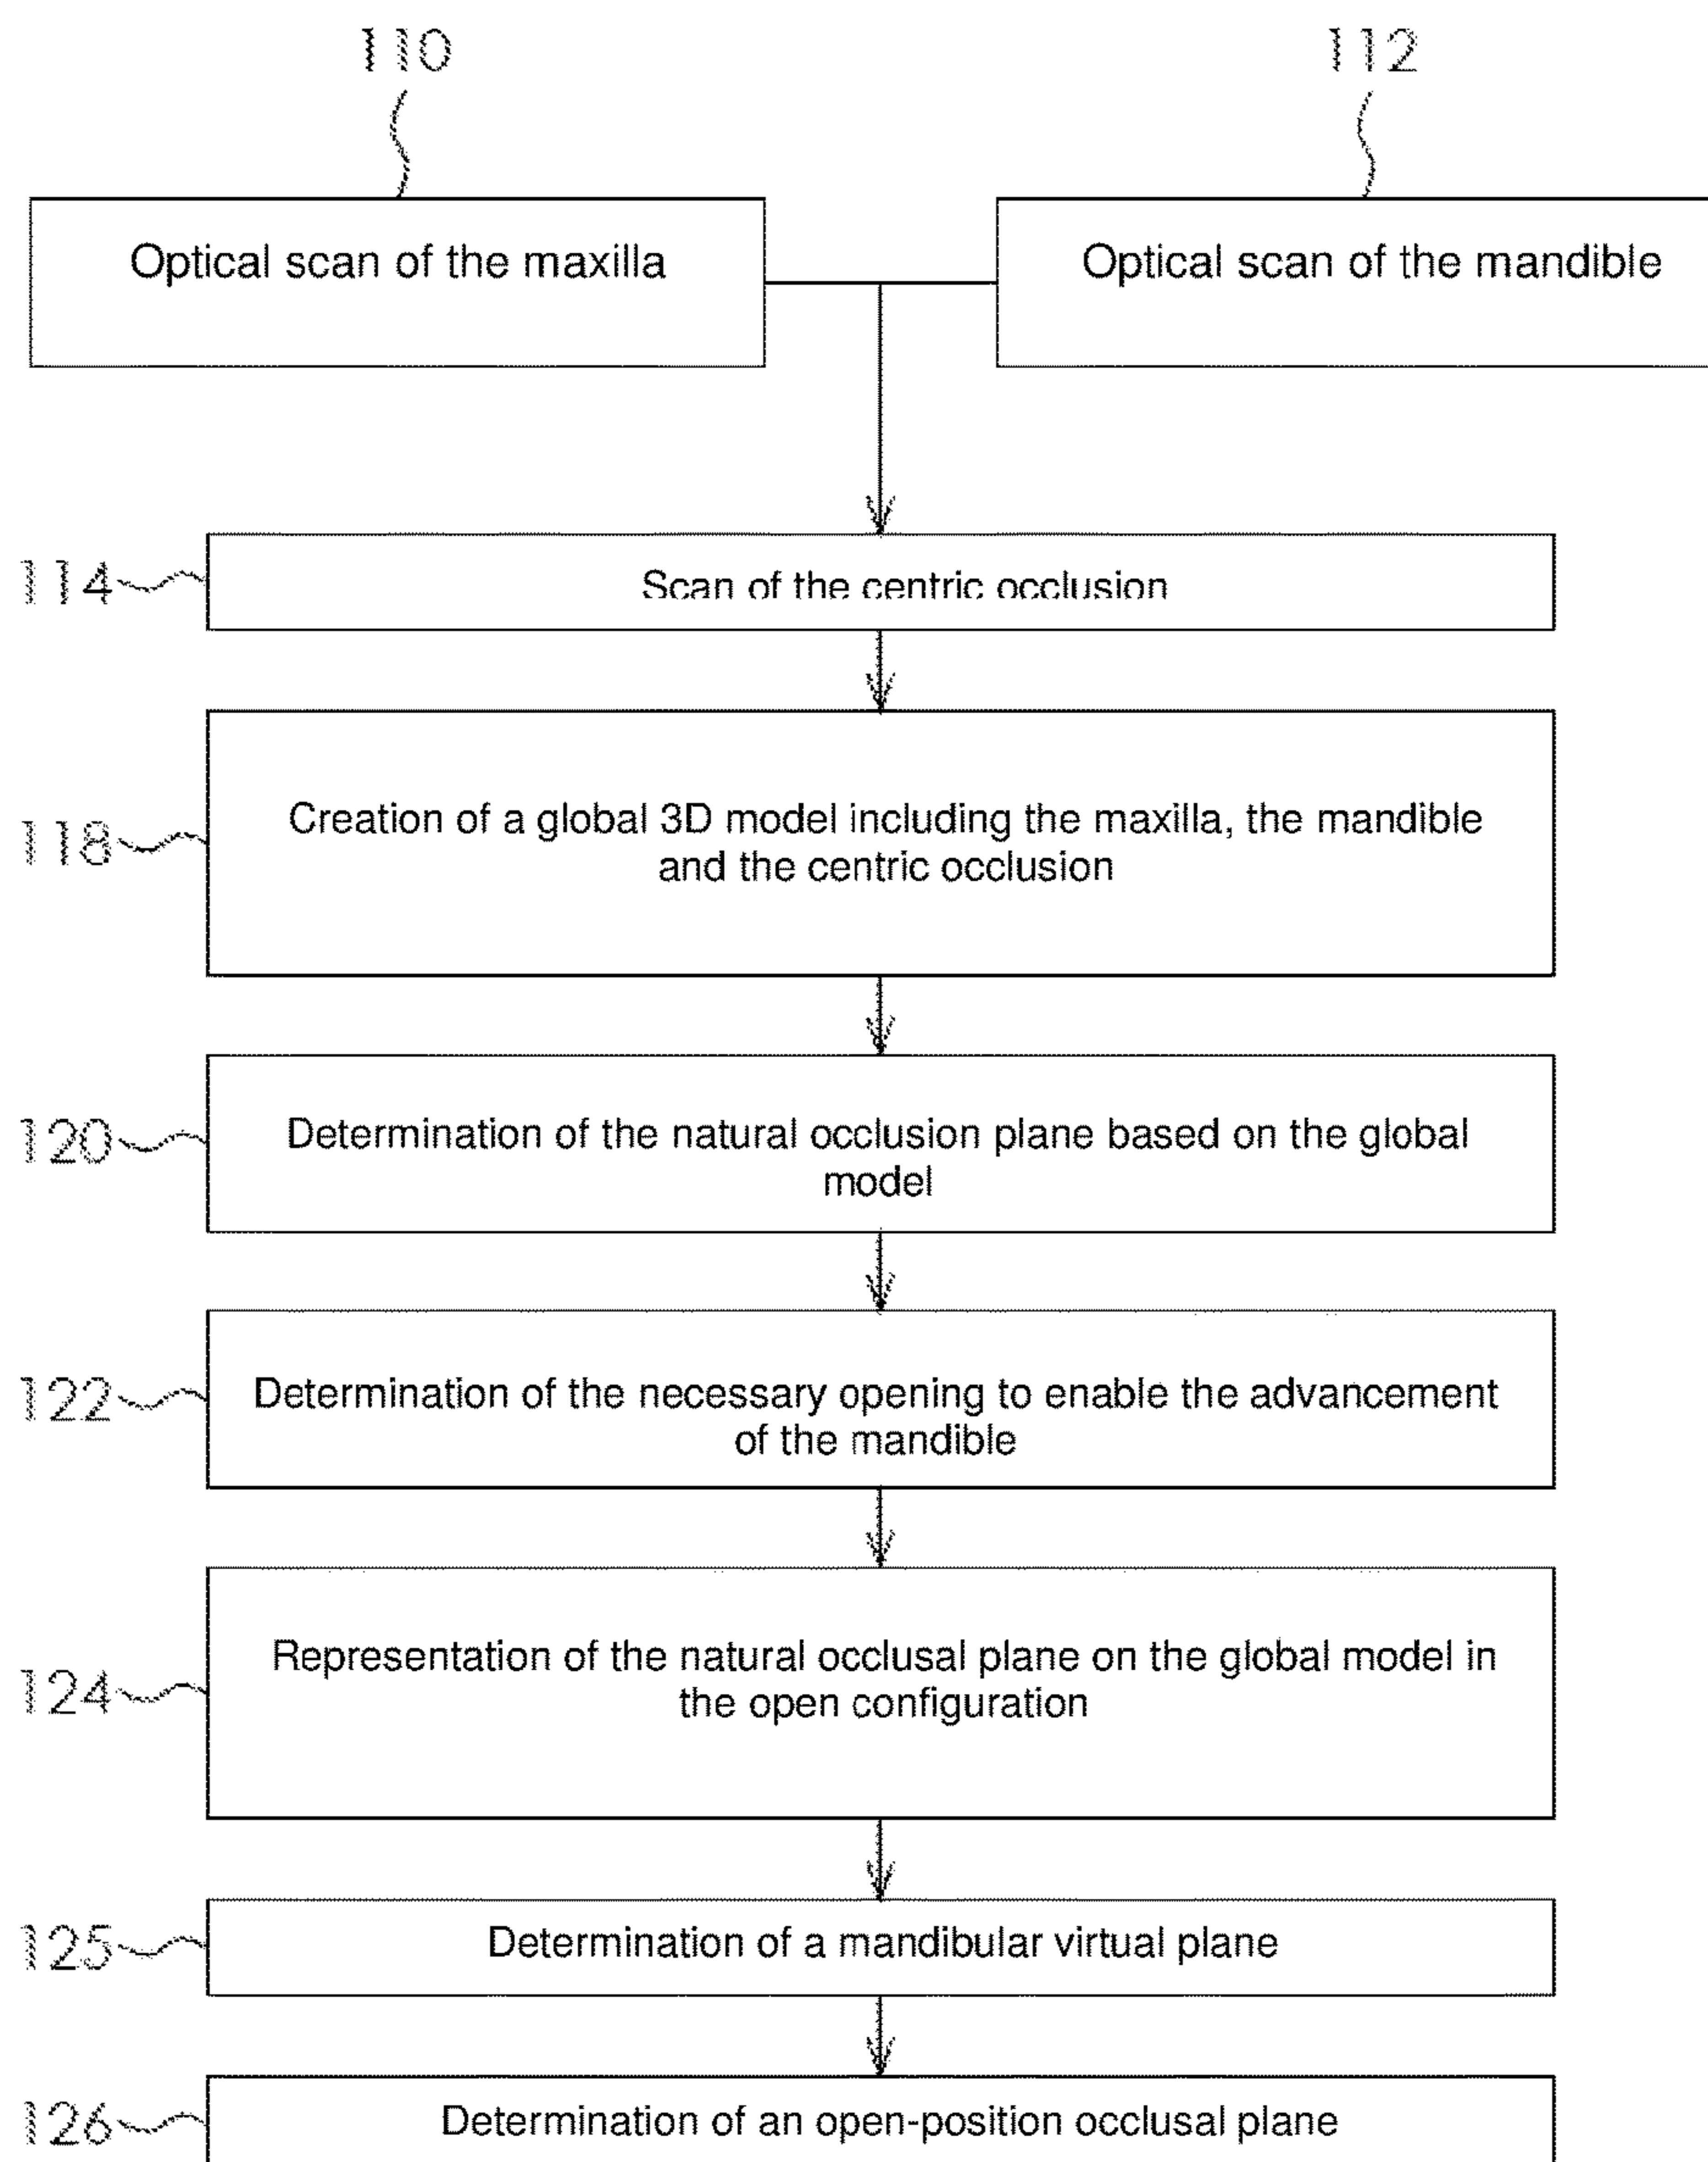 110
112
Optical scan of the maxilla
Optical scan of the mandible
114
Scan of the centric occlusion
118
Creation of a global 3D model including the maxilla, the mandible
and the centric occlusion
120
Determination of the natural occlusion plane based on the global
model
122
Determination of the necessary opening to enable the advancement
of the mandible
124
Representation of the natural occlusal plane on the global model in
the open configuration
125
Determination of a mandibular virtual plane
126
Determination of an open-position occlusal plane